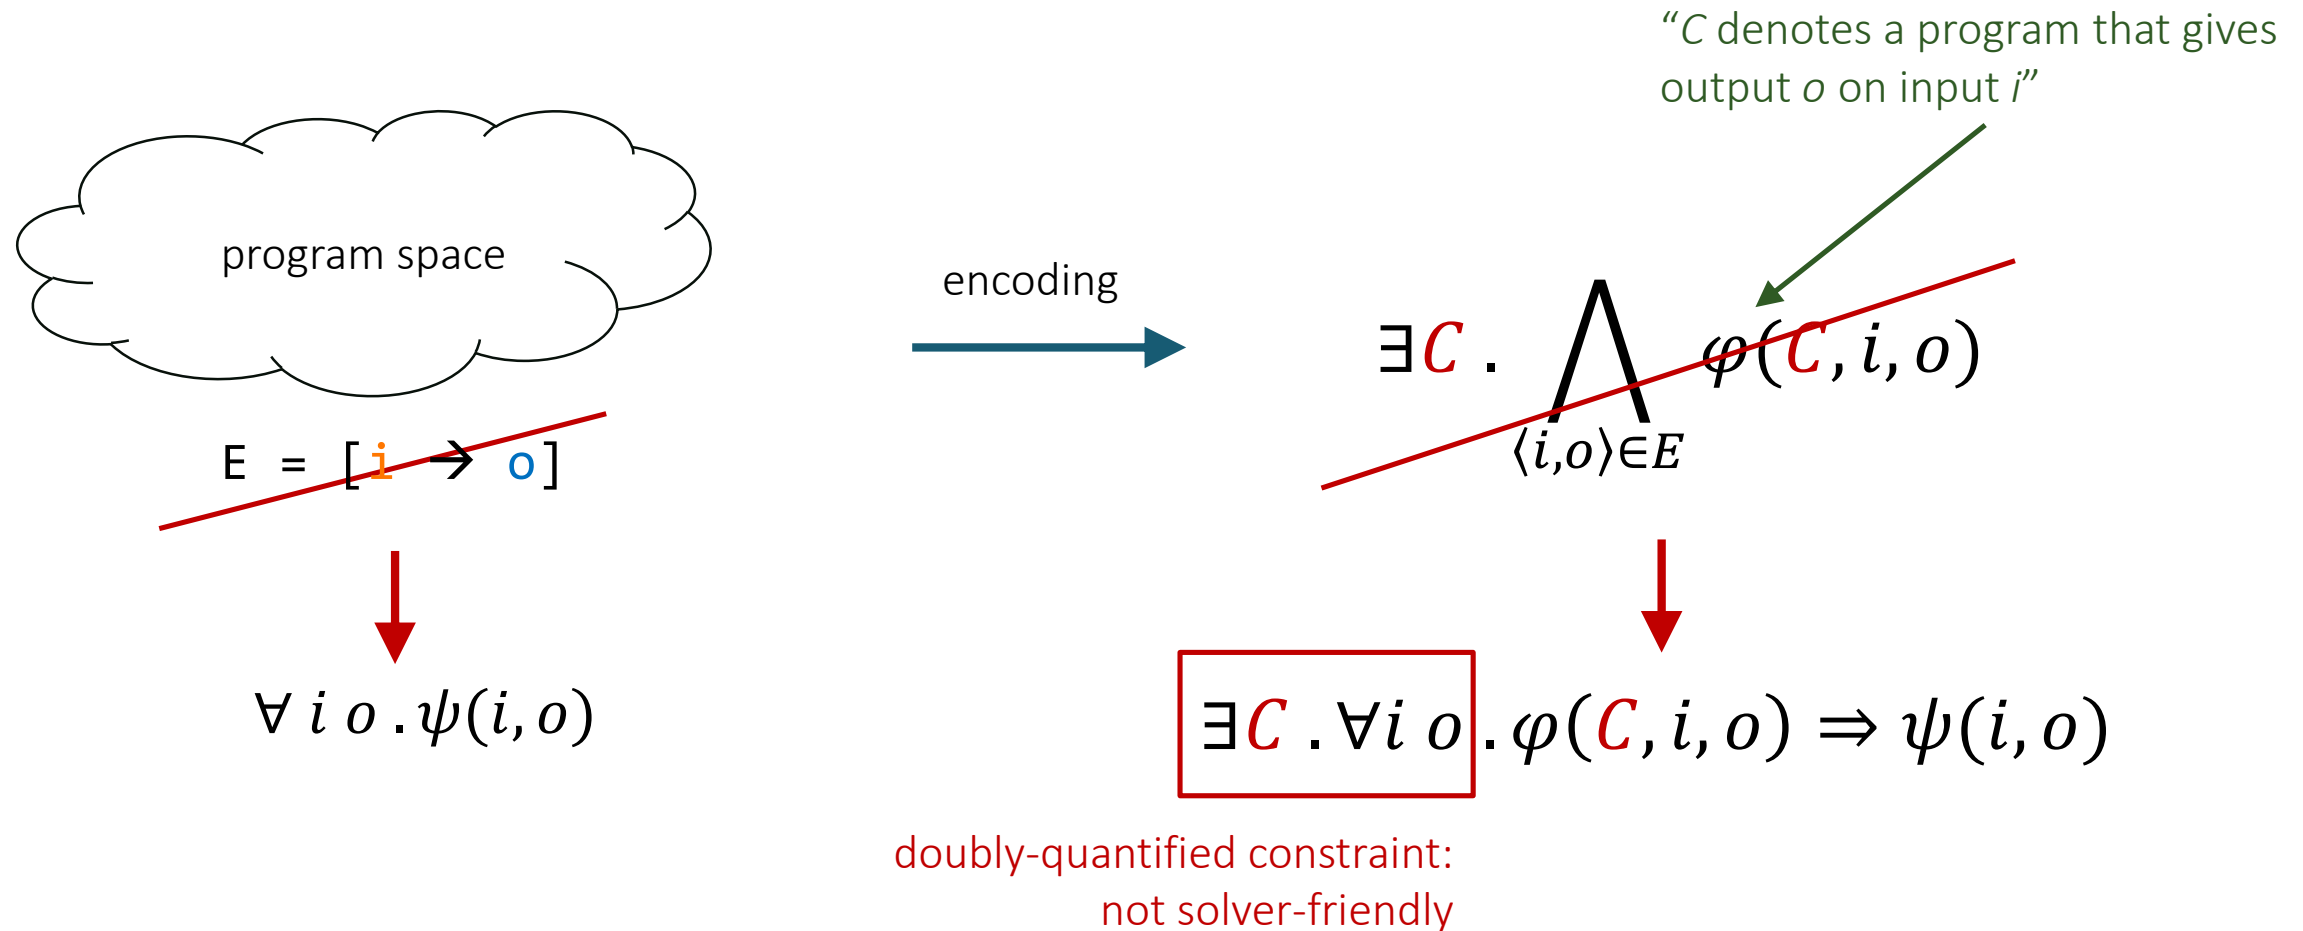 “C denotes a program that gives
output o on input i”
program space
encoding
∃C . ⋀ φ(C, i, o)
⟨i,o⟩∈E
E = [i → o]
∀ i o . ψ(i, o)
∃C . ∀i o . φ(C, i, o) ⇒ ψ(i, o)
doubly-quantified constraint:
not solver-friendly